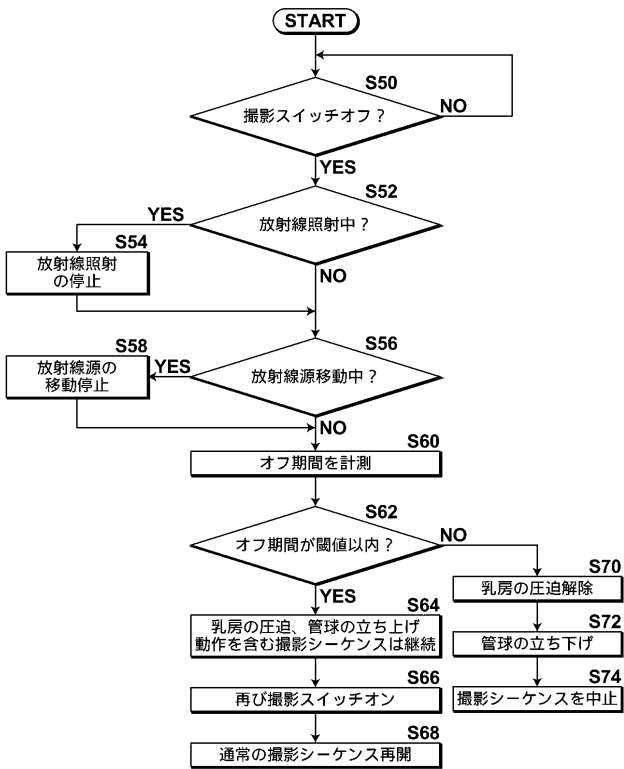 START
S50
撮影スイッチオフ？
NO
YES
S52
放射線照射中？
YES
NO
S54
放射線照射
の停止
S56
放射線源移動中？
YES
NO
S58
放射線源の
移動停止
S60
オフ期間を計測
S62
オフ期間が閾値以内？
NO
YES
S64
乳房の圧迫、管球の立ち上げ
動作を含む撮影シーケンスは継続
S66
再び撮影スイッチオン
S68
通常の撮影シーケンス再開
S70
乳房の圧迫解除
S72
管球の立ち下げ
S74
撮影シーケンスを中止